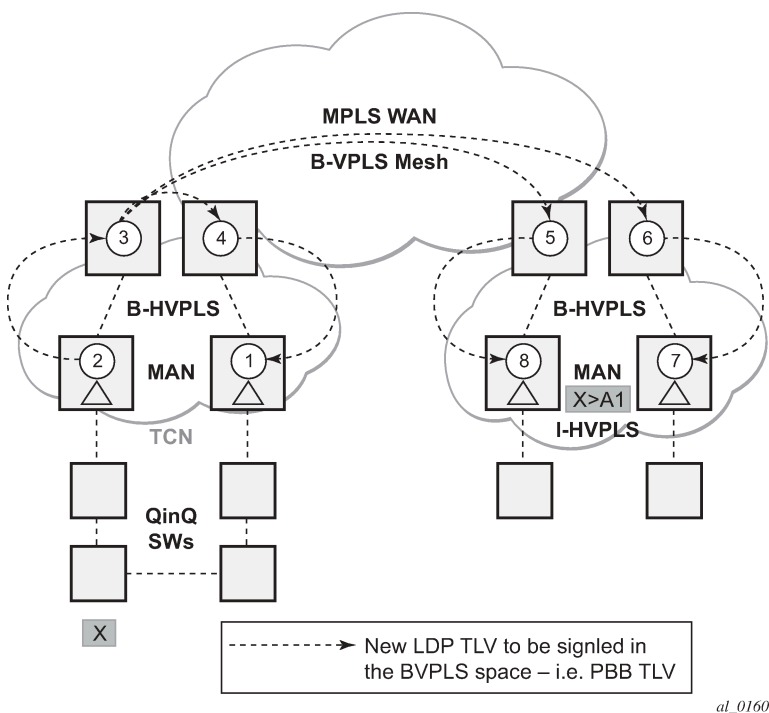 MPLS WAN
B-VPLS Mesh
3
4
5
6
B-HVPLS
B-HVPLS
2
MAN
1
8
MAN
7
X>A1
TCN
I-HVPLS
QinQ
SWs
X
New LDP TLV to be signled in
the BVPLS space – i.e. PBB TLV
al_0160